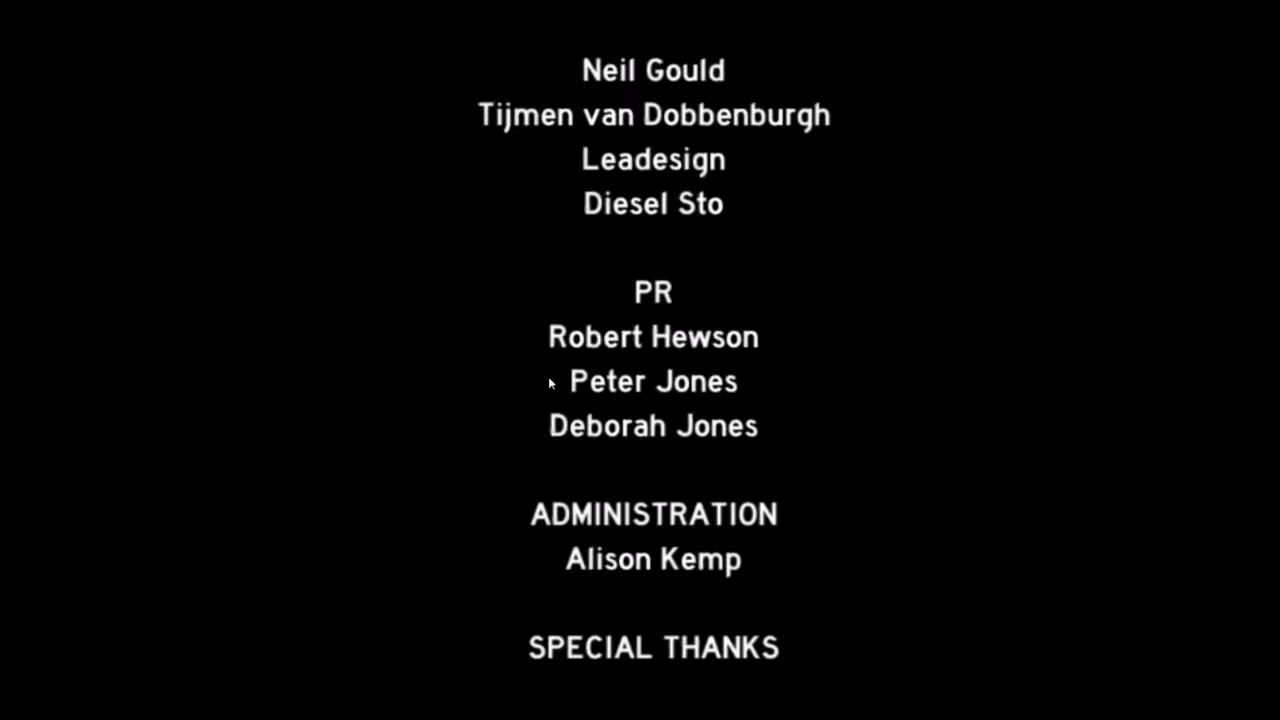 Neil Gould
Tijmen van Dobbenburgh
Leadesign
Diesel Sto
PR
Robert Hewson
Peter Jones
Deborah Jones
ADMINISTRATION
Alison Kemp
SPECIAL THANKS